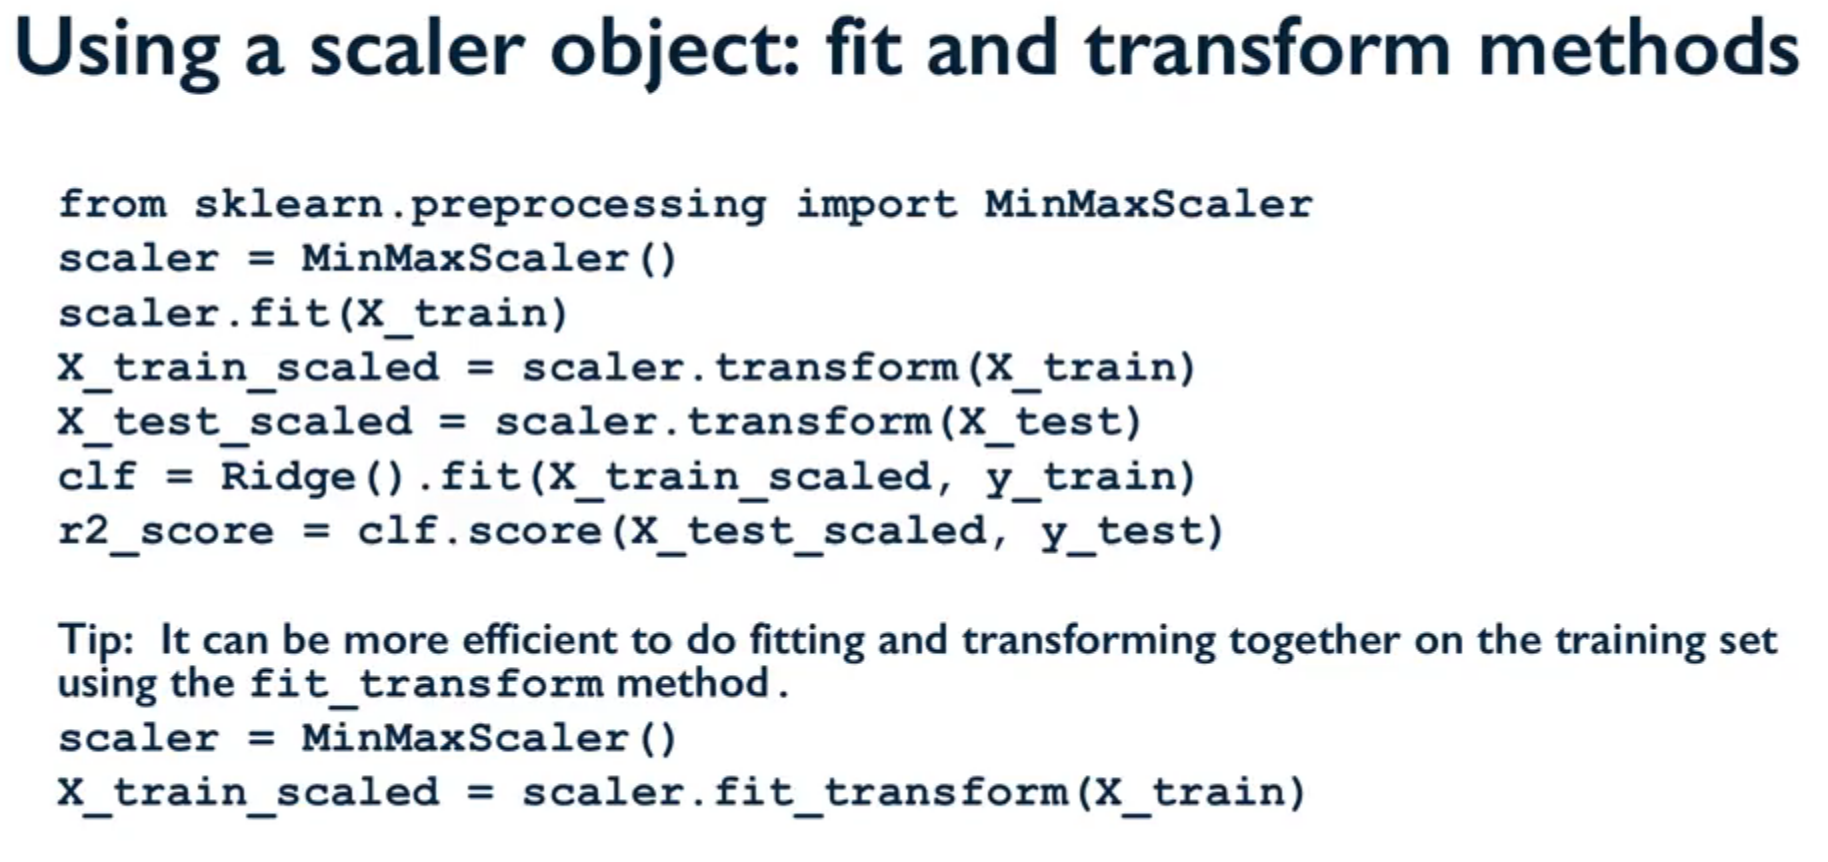 Using a scaler object: fit and transform methods
from sklearn.preprocessing import MinMaxScaler
scaler = MinMaxScaler()
scaler.fit(X_train)
X_train_scaled = scaler.transform(X_train)
X_test_scaled = scaler.transform(X_test)
clf = Ridge().fit(X_train_scaled, y_train)
r2_score = clf.score(X_test_scaled, y_test)
Tip: It can be more efficient to do fitting and transforming together on the training set
using the fit_transform method.
scaler = MinMaxScaler()
X_train_scaled = scaler.fit_transform(X_train)